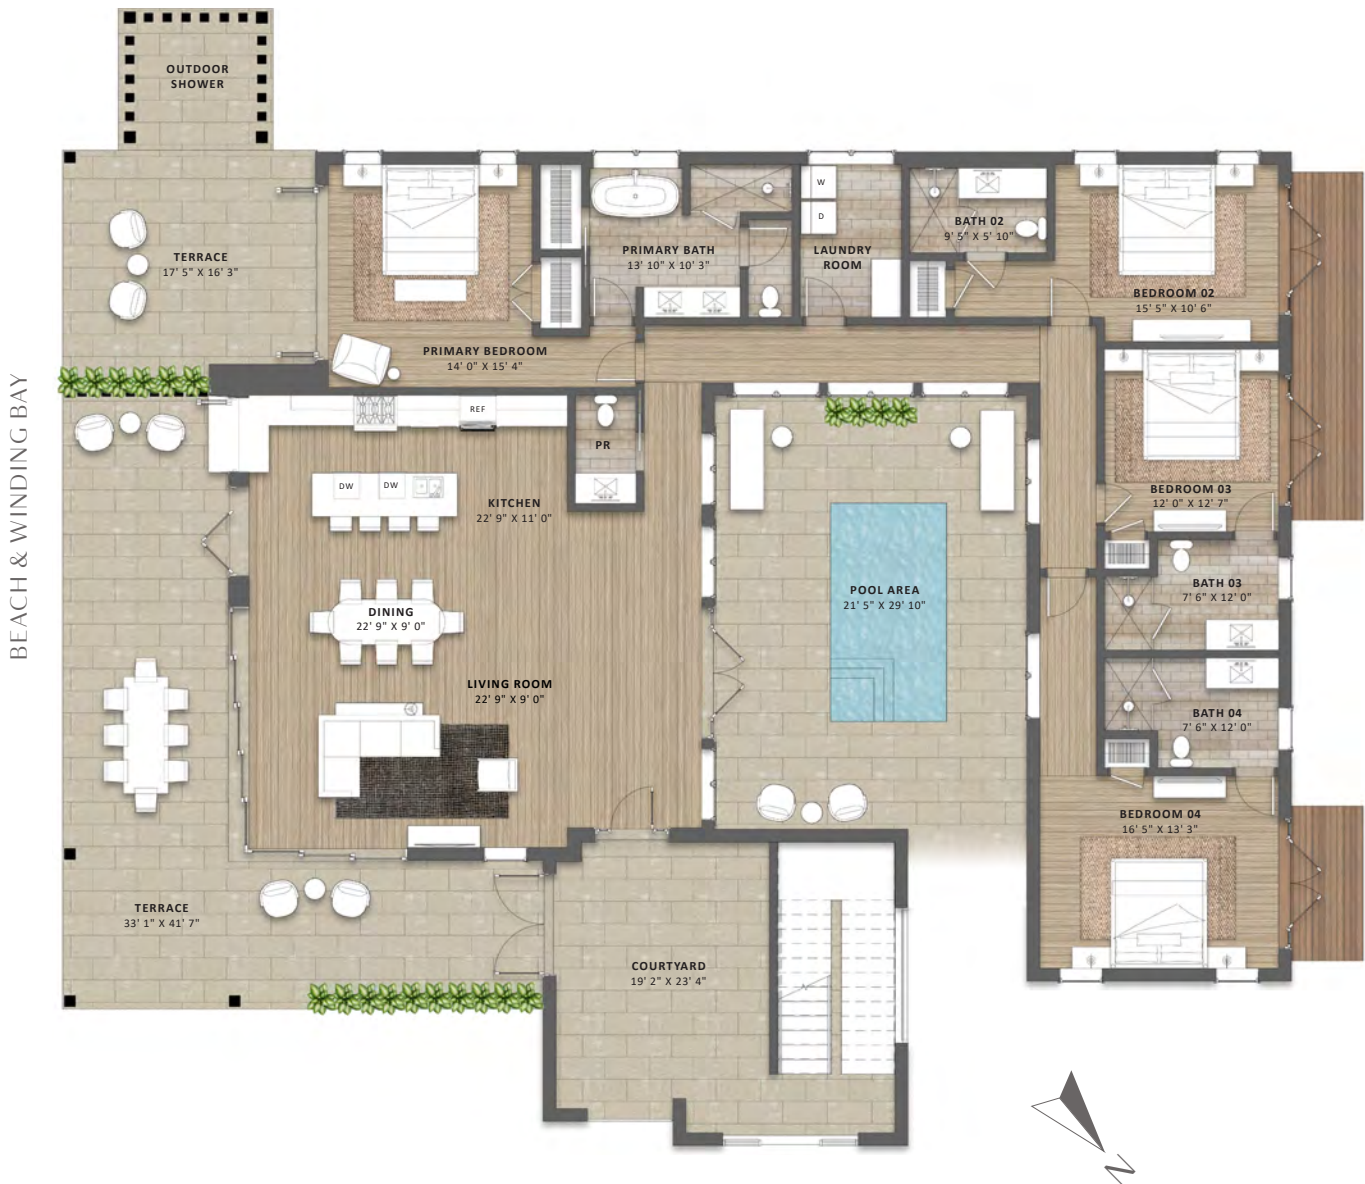 OUTDOOR
SHOWER
TERRACE
17' 5" X 16' 3"
PRIMARY BATH
13' 10" X 10' 3"
W
D
LAUNDRY
ROOM
BATH 02
9' 5" X 5' 10"
BEDROOM 02
15' 5" X 10' 6"
PRIMARY BEDROOM
14' 0" X 15' 4"
BEACH & WINDING BAY
REF
PR
DW
DW
KITCHEN
22' 9" X 11' 0"
BEDROOM 03
12' 0" X 12' 7"
POOL AREA
21' 5" X 29' 10"
BATH 03
7' 6" X 12' 0"
DINING
22' 9" X 9' 0"
LIVING ROOM
22' 9" X 9' 0"
BATH 04
7' 6" X 12' 0"
BEDROOM 04
16' 5" X 13' 3"
TERRACE
33' 1" X 41' 7"
COURTYARD
19' 2" X 23' 4"
N